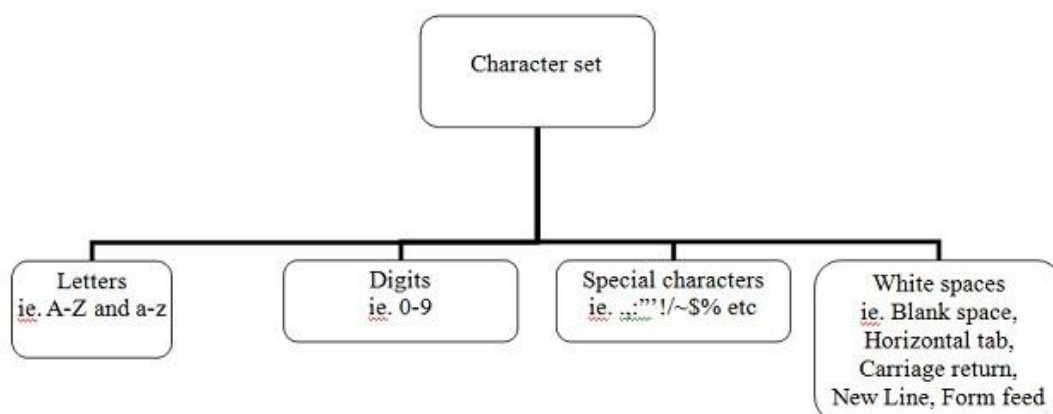 Character set
Letters
ie. A-Z and a-z
Digits
ie. 0-9
Special characters
ie. .,;:”’!/~$% etc
White spaces
ie. Blank space,
Horizontal tab,
Carriage return,
New Line, Form feed